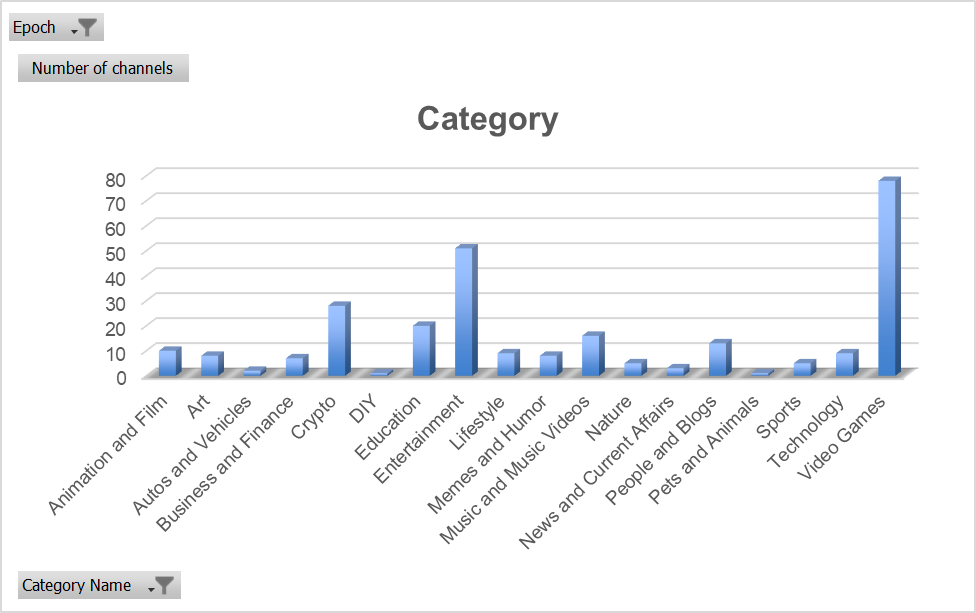 Epoch
Number of channels
Category
80
70
60
50
40
30
20
10
0
Animation and Film
Art
Autos and Vehicles
Business and Finance
Crypto
DIY
Education
Entertainment
Lifestyle
Memes and Humor
Music and Music Videos
Nature
News and Current Affairs
People and Blogs
Pets and Animals
Sports
Technology
Video Games
Category Name